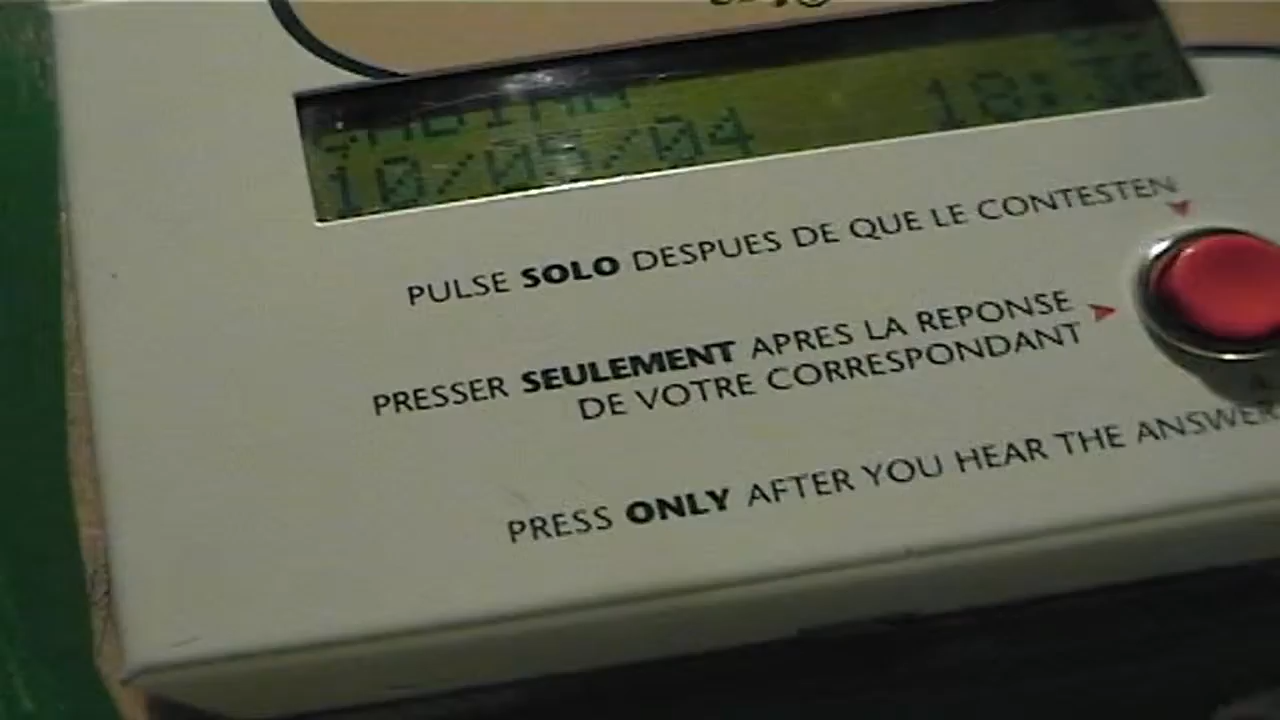 10/05/04 18:36
PULSE SOLO DESPUES DE QUE LE CONTESTEN
PRESSER SEULEMENT APRES LA REPONSE
DE VOTRE CORRESPONDANT
PRESS ONLY AFTER YOU HEAR THE ANSWER